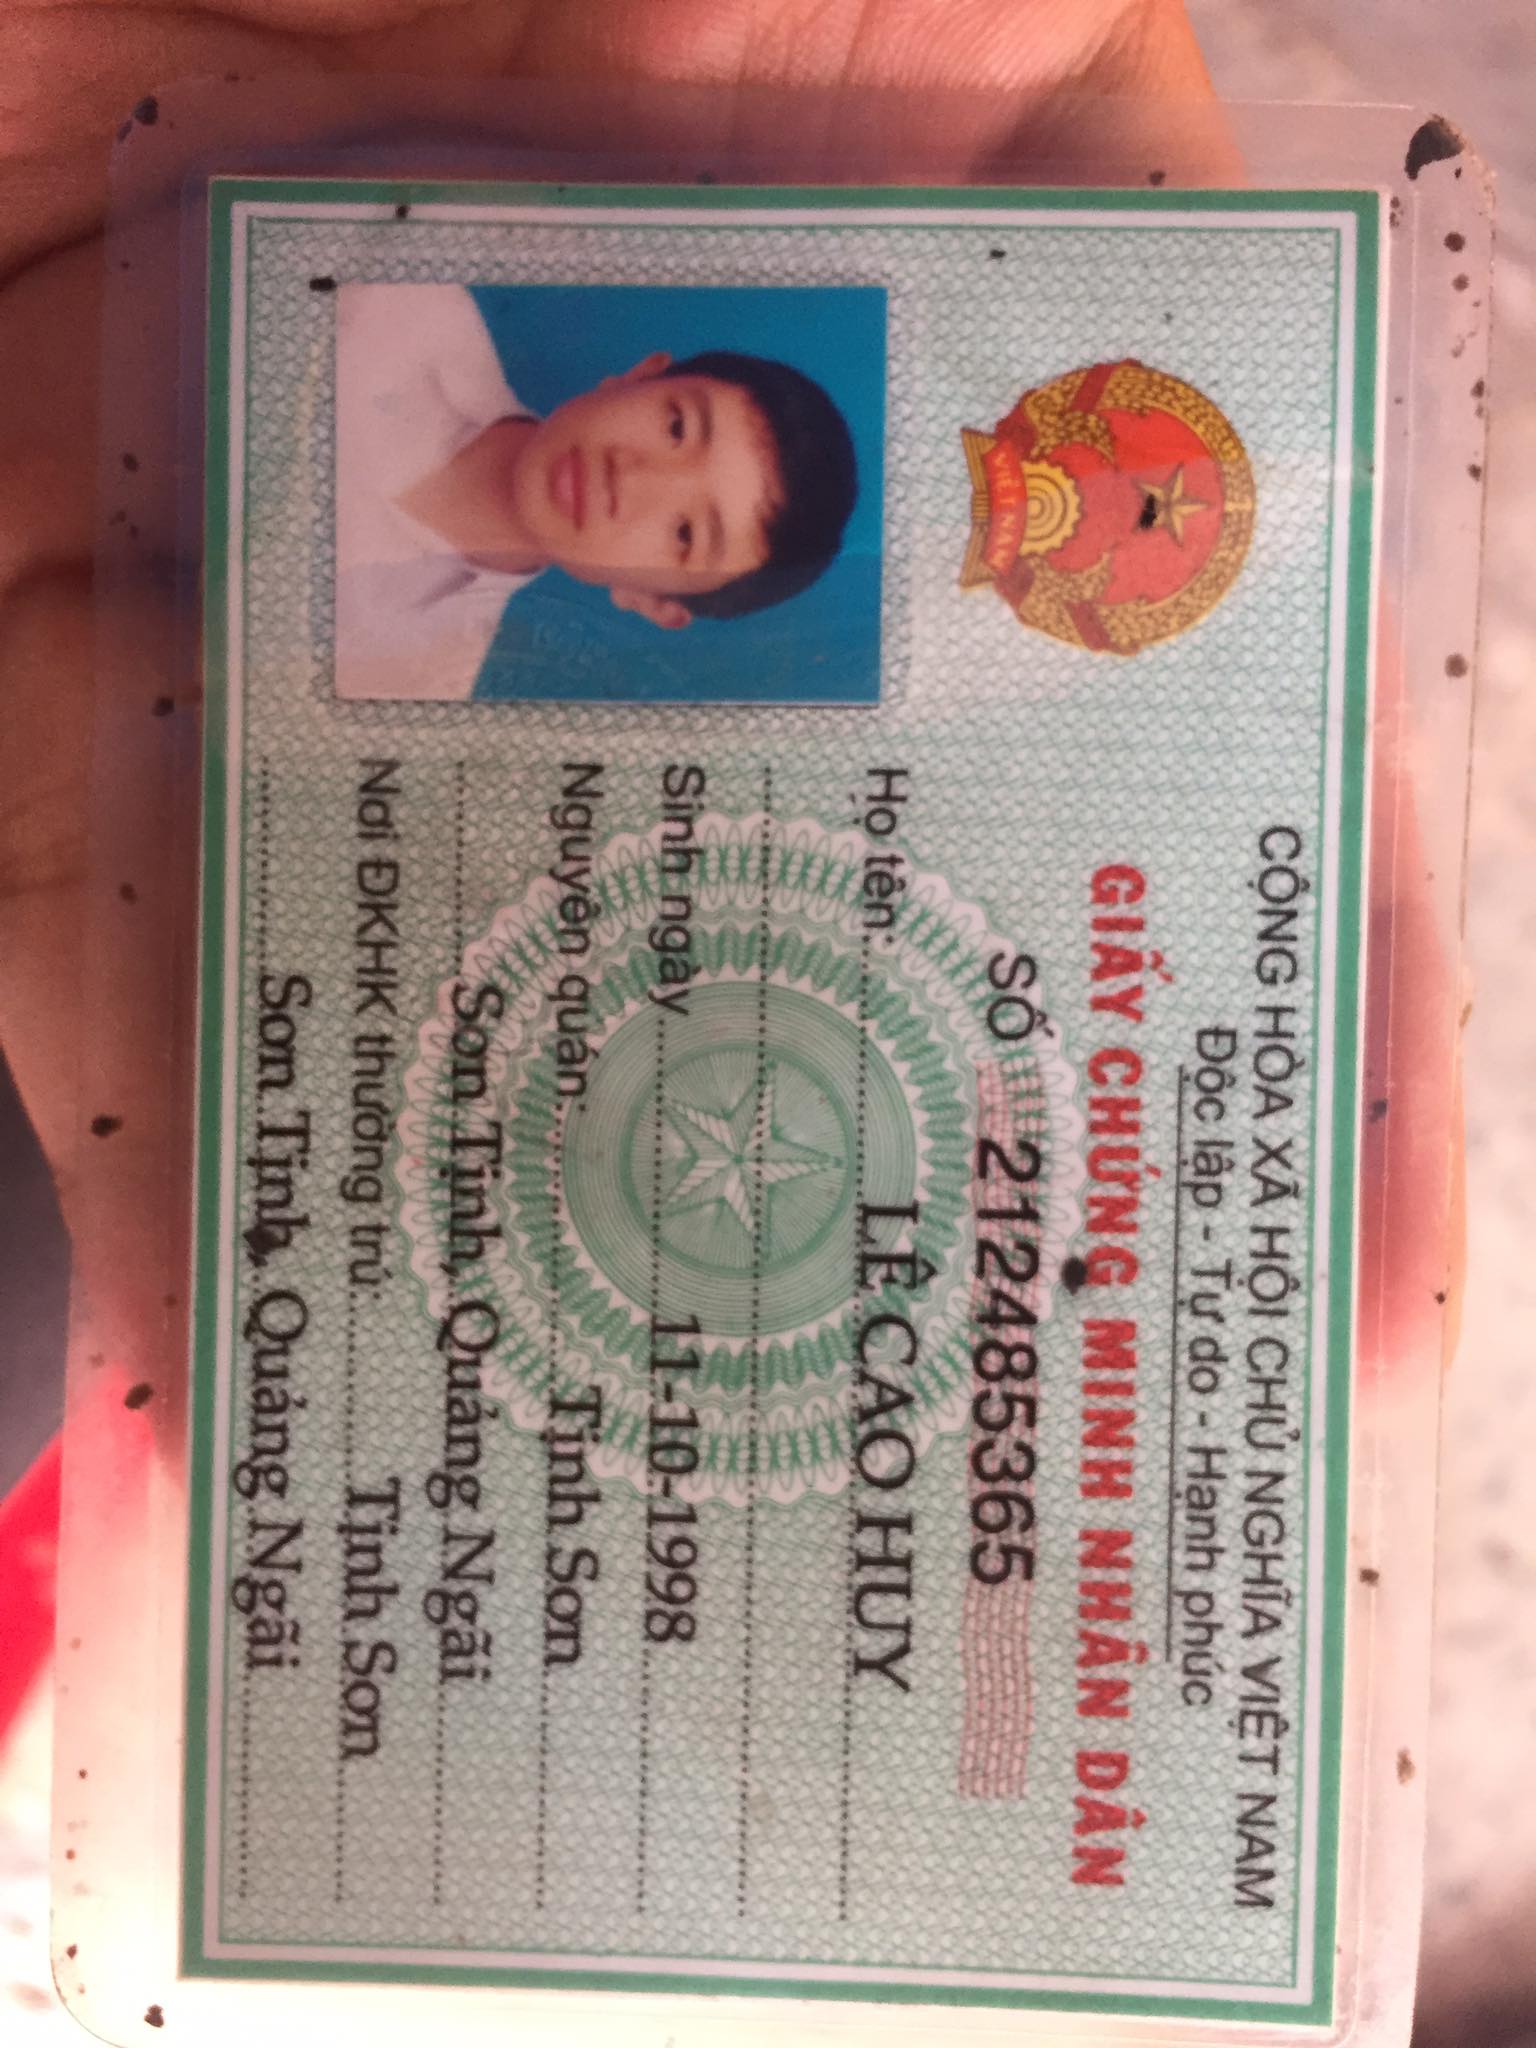 CỘNG HÒA XÃ HỘI CHỦ NGHĨA VIỆT NAM
Độc lập - Tự do - Hạnh phúc
GIẤY CHỨNG MINH NHÂN DÂN
SỐ 212485365
Họ tên: LÊ CAO HUY
Sinh ngày 11-10-1998
Nguyên quán: Tịnh Sơn
Sơn Tịnh, Quảng Ngãi
Nơi ĐKHK thường trú: Tịnh Sơn
Sơn Tịnh, Quảng Ngãi
VIỆT NAM